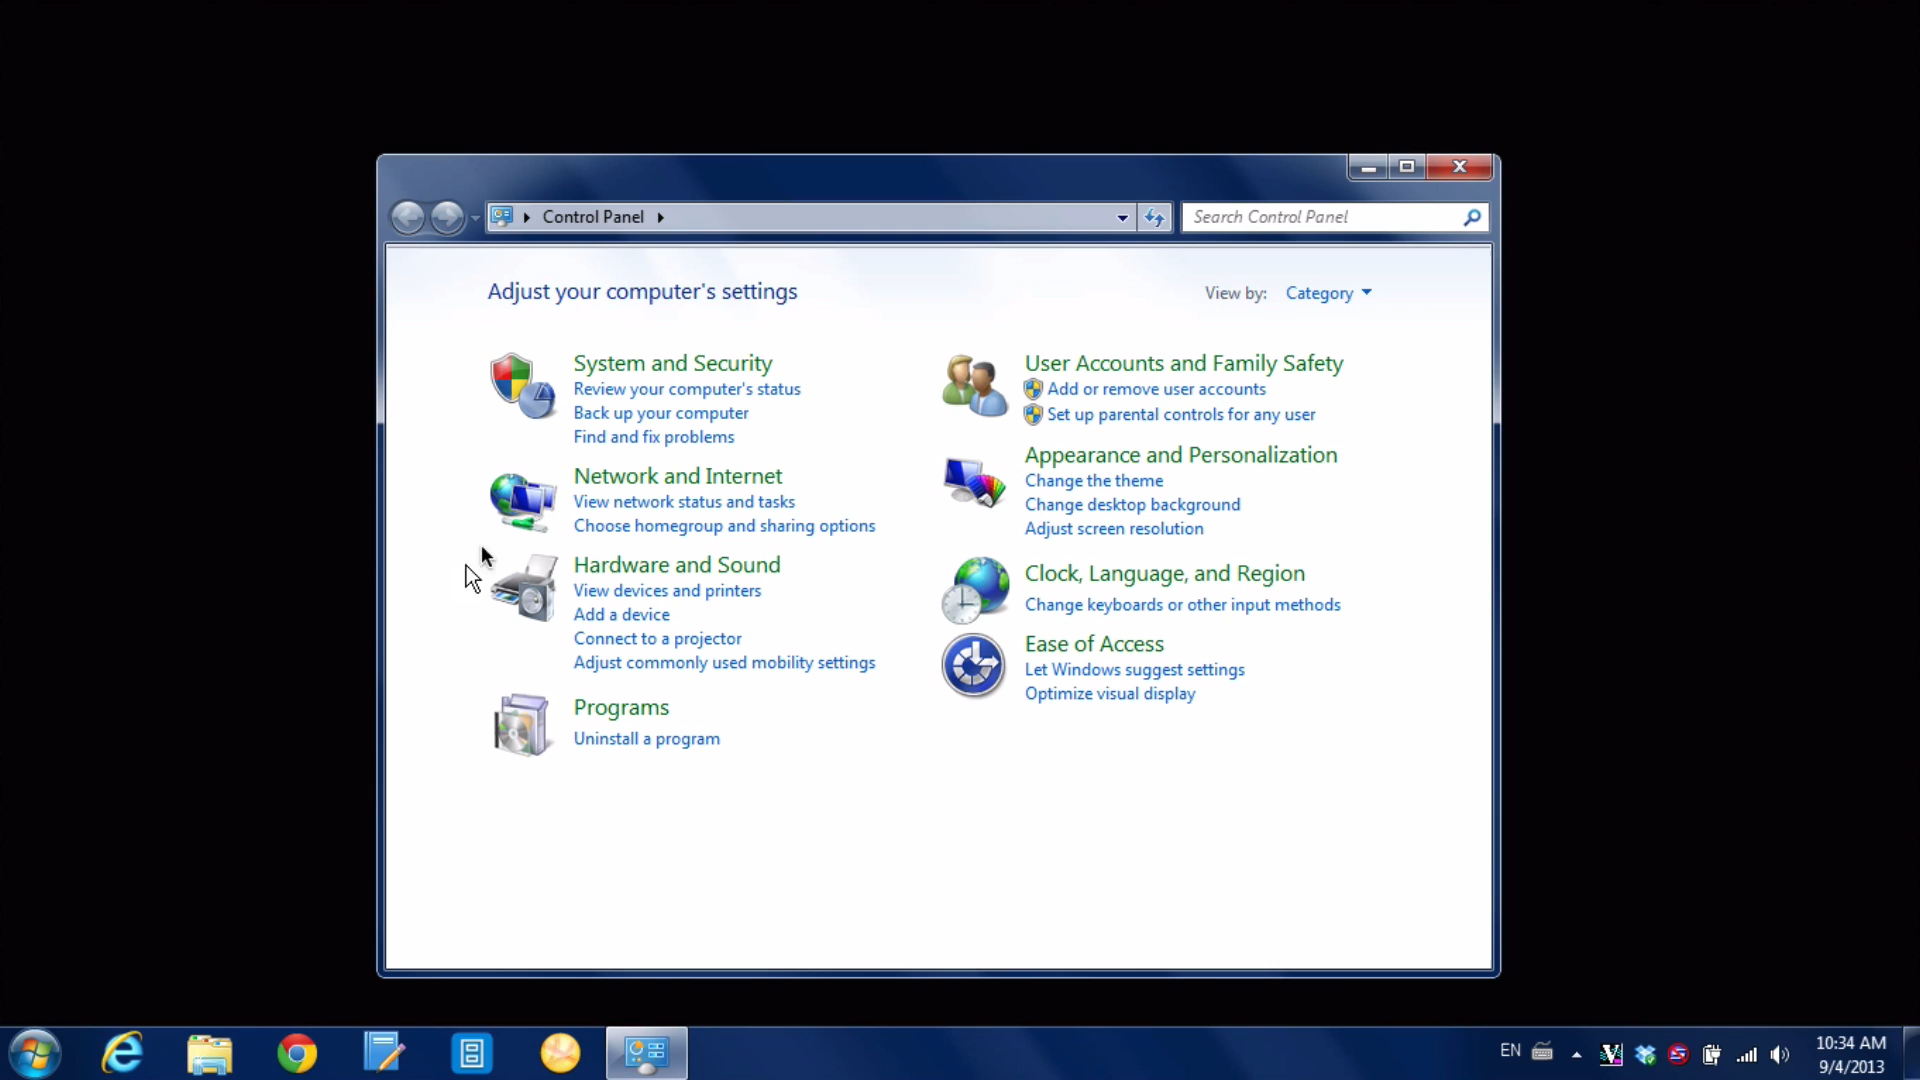 Control Panel
Search Control Panel
Adjust your computer's settings
View by: Category
System and Security
Review your computer's status
Back up your computer
Find and fix problems
Network and Internet
View network status and tasks
Choose homegroup and sharing options
Hardware and Sound
View devices and printers
Add a device
Connect to a projector
Adjust commonly used mobility settings
Programs
Uninstall a program
User Accounts and Family Safety
Add or remove user accounts
Set up parental controls for any user
Appearance and Personalization
Change the theme
Change desktop background
Adjust screen resolution
Clock, Language, and Region
Change keyboards or other input methods
Ease of Access
Let Windows suggest settings
Optimize visual display
EN
10:34 AM
9/4/2013